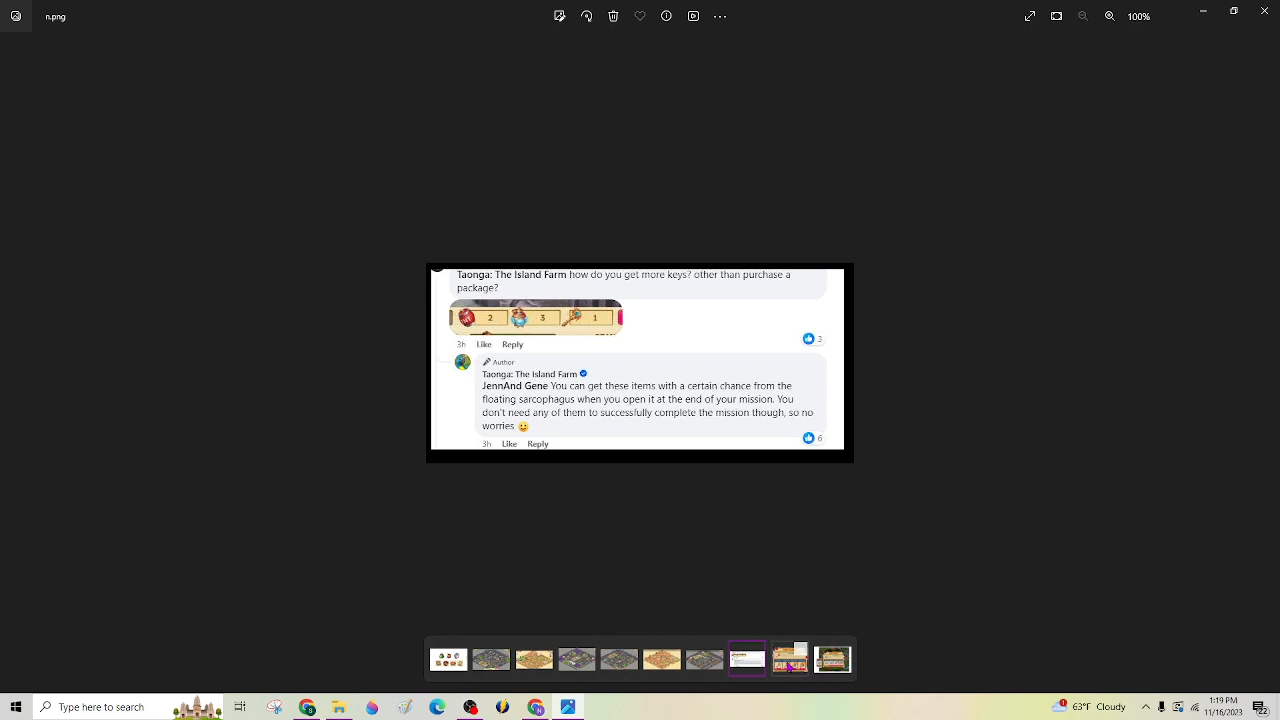 n.png
100%
Taonga: The Island Farm how do you get more keys? other than purchase a
package?
2 3 1
3h Like Reply
3
Author
Taonga: The Island Farm
JennAnd Gene You can get these items with a certain chance from the
floating sarcophagus when you open it at the end of your mission. You
don't need any of them to successfully complete the mission though, so no
worries
6
3h Like Reply
Type here to search
63°F Cloudy
1:19 PM
11/16/2023
22